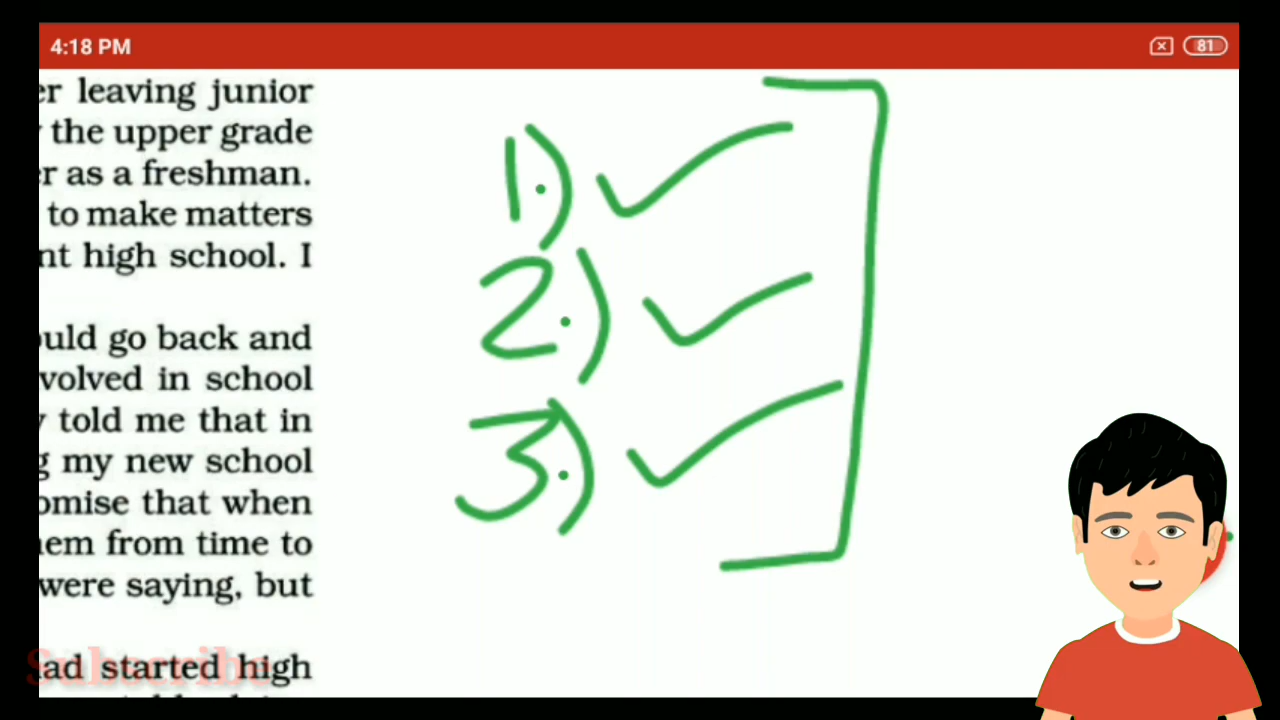 4:18 PM
81
er leaving junior
the upper grade
er as a freshman.
to make matters
nt high school. I
1.)
2.)
3.)
uld go back and
volved in school
y told me that in
g my new school
omise that when
em from time to
were saying, but
ad started high
Subscribe